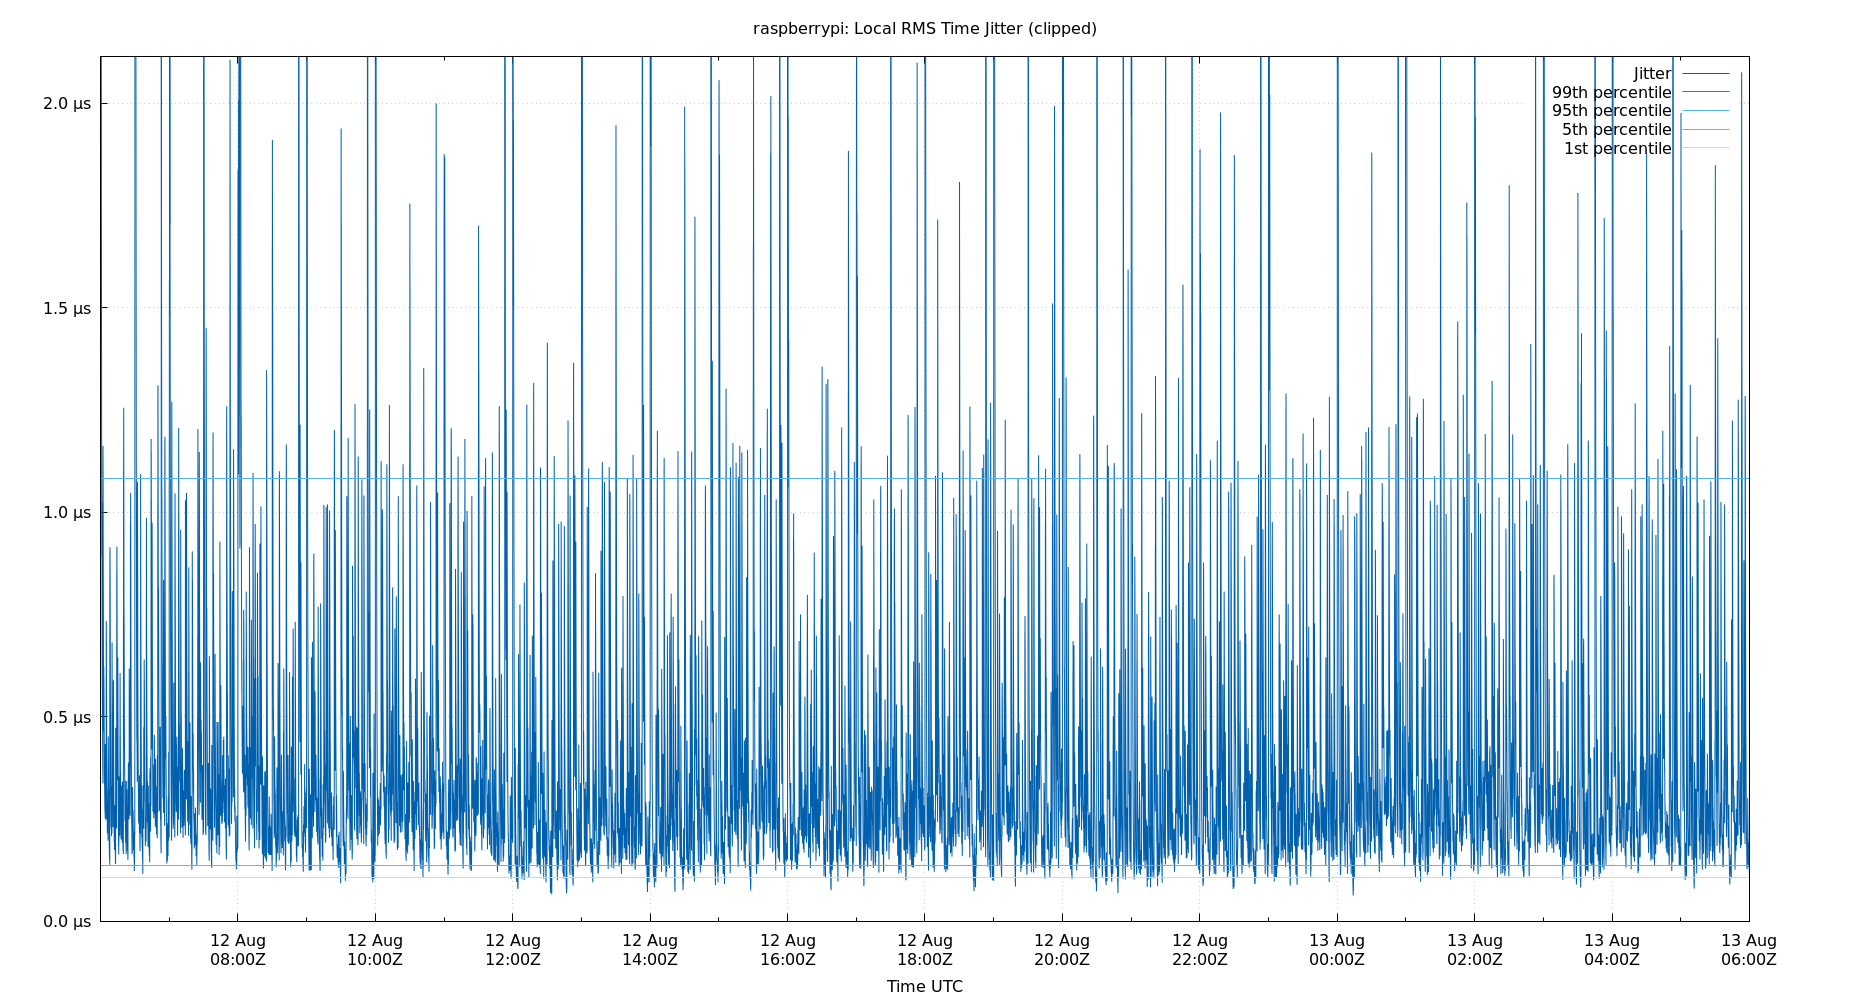 raspberrypi: Local RMS Time Jitter (clipped)
Jitter
99th percentile
95th percentile
5th percentile
1st percentile
2.0 µs
1.5 µs
1.0 µs
0.5 µs
0.0 µs
12 Aug 12 Aug 12 Aug 12 Aug 12 Aug 12 Aug 12 Aug 12 Aug 13 Aug 13 Aug 13 Aug 13 Aug
08:00Z 10:00Z 12:00Z 14:00Z 16:00Z 18:00Z 20:00Z 22:00Z 00:00Z 02:00Z 04:00Z 06:00Z
Time UTC